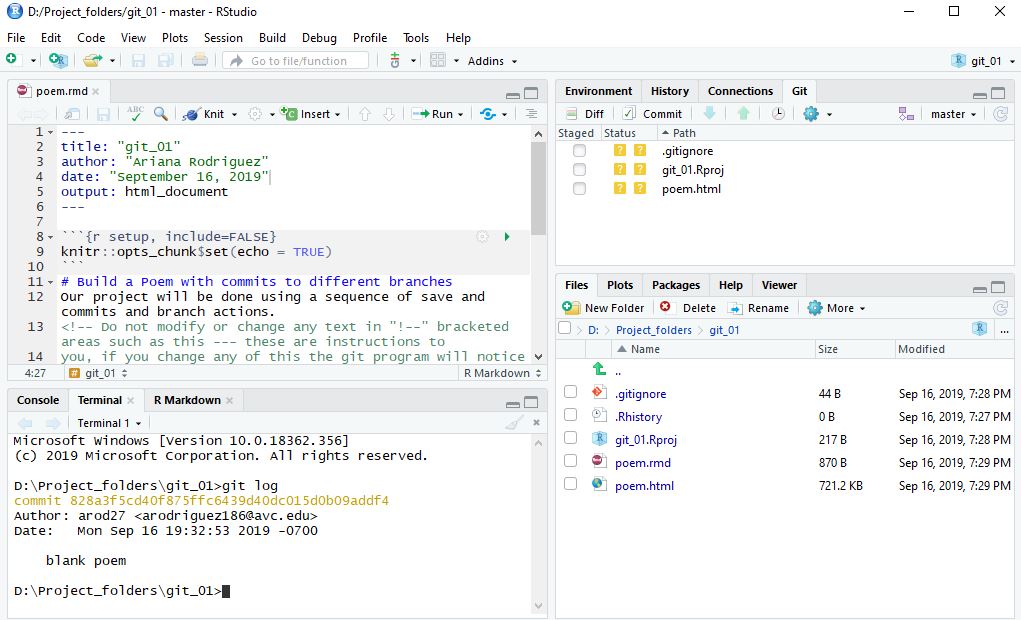 D:/Project_folders/git_01 - master - RStudio
File Edit Code View Plots Session Build Debug Profile Tools Help
Go to file/function Addins git_01
poem.rmd
ABC Knit Insert Run
1 ---
2 title: "git_01"
3 author: "Ariana Rodriguez"
4 date: "September 16, 2019"
5 output: html_document
6 ---
7
8 ```{r setup, include=FALSE}
9 knitr::opts_chunk$set(echo = TRUE)
10 ```
11 # Build a Poem with commits to different branches
12 Our project will be done using a sequence of save and
commits and branch actions.
13 <!-- Do not modify or change any text in "!--" bracketed
areas such as this --- these are instructions to
14 you, if you change any of this the git program will notice
4:27 # git_01 R Markdown
Console Terminal R Markdown
Terminal 1
Microsoft Windows [Version 10.0.18362.356]
(c) 2019 Microsoft Corporation. All rights reserved.
D:\Project_folders\git_01>git log
commit 828a3f5cd40f875ffc6439d40dc015d0b09addf4
Author: arod27 <arodriguez186@avc.edu>
Date: Mon Sep 16 19:32:53 2019 -0700
blank poem
D:\Project_folders\git_01>
Environment History Connections Git
Diff Commit master
Staged Status Path
? ? .gitignore
? ? git_01.Rproj
? ? poem.html
Files Plots Packages Help Viewer
New Folder Delete Rename More
D: Project_folders git_01 R ...
Name Size Modified
..
.gitignore 44 B Sep 16, 2019, 7:28 PM
.Rhistory 0 B Sep 16, 2019, 7:27 PM
git_01.Rproj 217 B Sep 16, 2019, 7:28 PM
poem.rmd 870 B Sep 16, 2019, 7:29 PM
poem.html 721.2 KB Sep 16, 2019, 7:29 PM